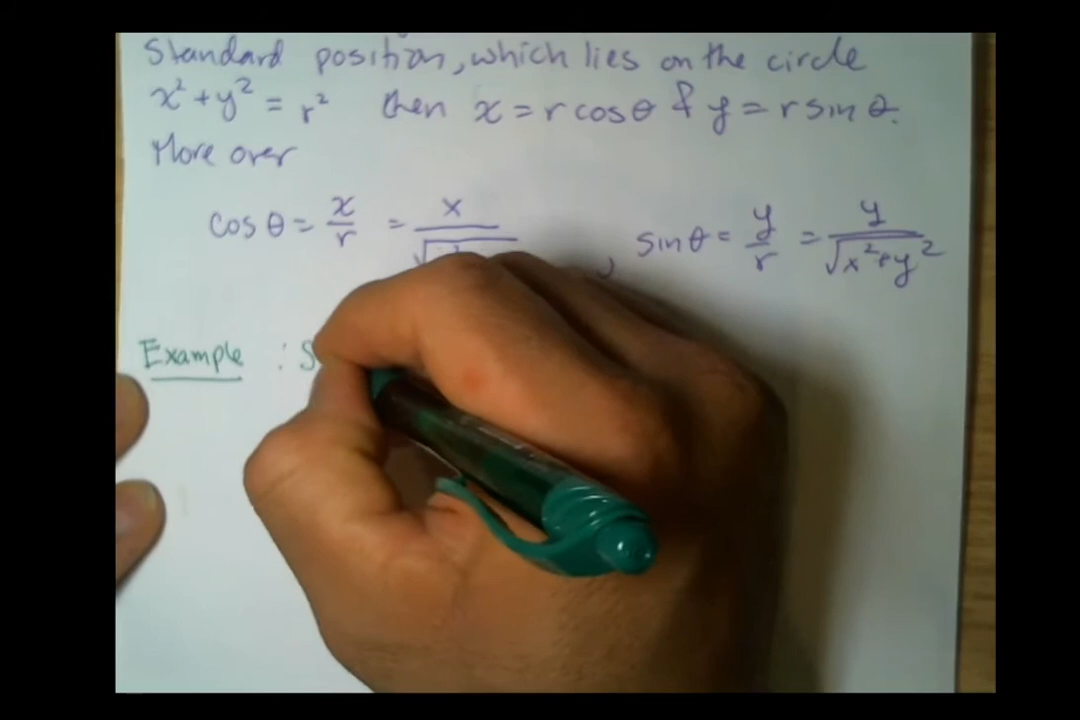 Standard position, which lies on the circle
x² + y² = r² then x = r cos θ & y = r sin θ.
More over
cos θ = x/r = x/√x² , sin θ = y/r = y/√x²+y²
Example :